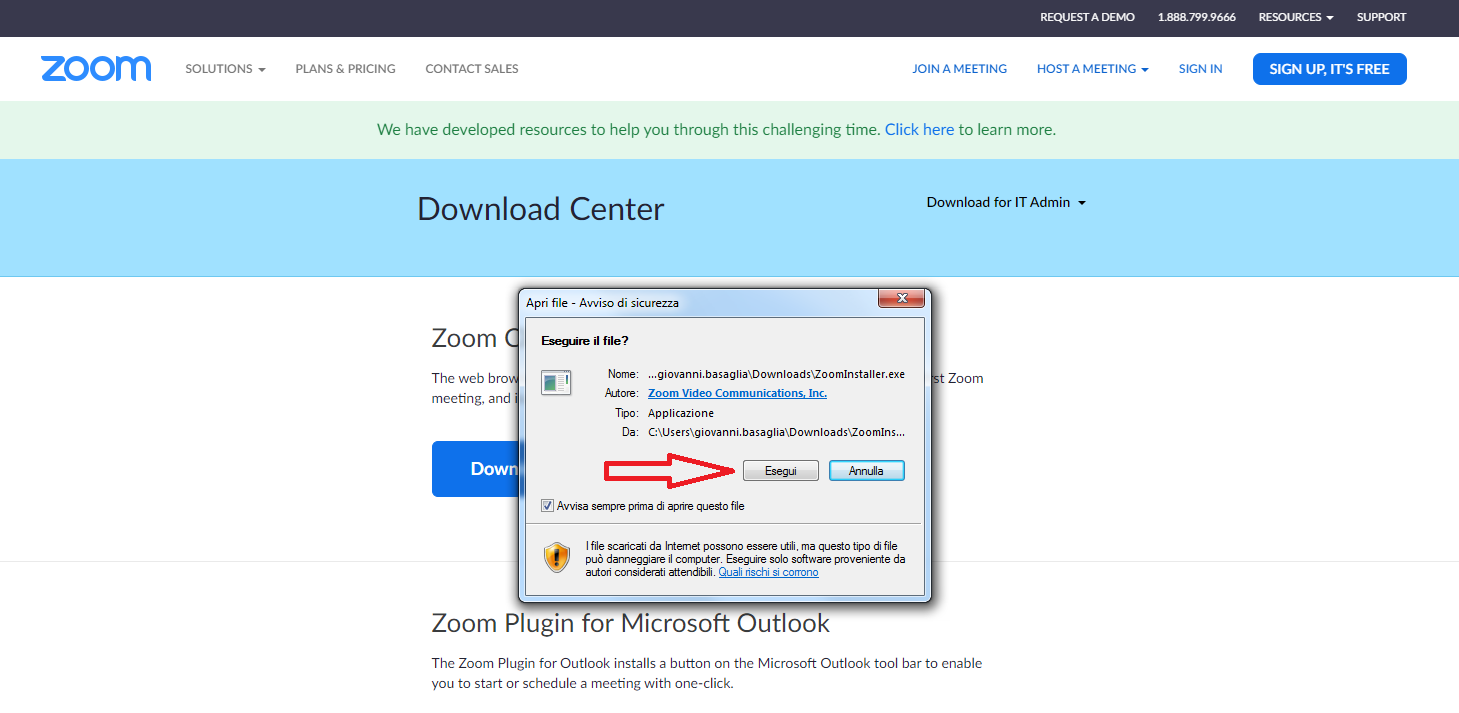 REQUEST A DEMO 1.888.799.9666 RESOURCES SUPPORT
zoom SOLUTIONS PLANS & PRICING CONTACT SALES JOIN A MEETING HOST A MEETING SIGN IN SIGN UP, IT'S FREE
We have developed resources to help you through this challenging time. Click here to learn more.
Download Center Download for IT Admin
Zoom
The web
meeting, and
Apri file - Avviso di sicurezza
Eseguire il file?
Nome: ...giovanni.basaglia\Downloads\ZoomInstaller.exe
Autore: Zoom Video Communications, Inc.
Tipo: Applicazione
Da: C:\Users\giovanni.basaglia\Downloads\ZoomIns...
Esegui Annulla
Avvisa sempre prima di aprire questo file
I file scaricati da Internet possono essere utili, ma questo tipo di file
può danneggiare il computer. Eseguire solo software proveniente da
autori considerati attendibili. Quali rischi si corrono
Zoom
Zoom Plugin for Microsoft Outlook
The Zoom Plugin for Outlook installs a button on the Microsoft Outlook tool bar to enable
you to start or schedule a meeting with one-click.